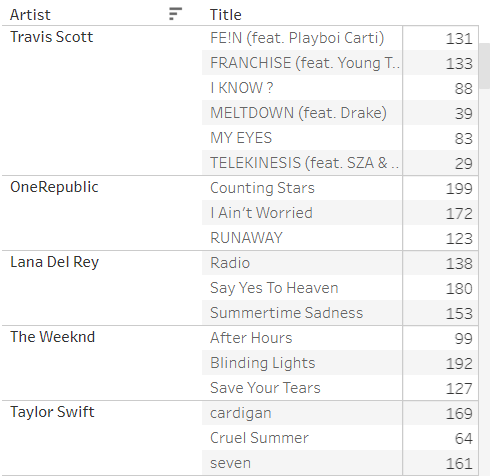 Artist Title
Travis Scott FE!N (feat. Playboi Carti) 131
FRANCHISE (feat. Young T.. 133
I KNOW ? 88
MELTDOWN (feat. Drake) 39
MY EYES 83
TELEKINESIS (feat. SZA & .. 29
OneRepublic Counting Stars 199
I Ain’t Worried 172
RUNAWAY 123
Lana Del Rey Radio 138
Say Yes To Heaven 180
Summertime Sadness 153
The Weeknd After Hours 99
Blinding Lights 192
Save Your Tears 127
Taylor Swift cardigan 169
Cruel Summer 64
seven 161